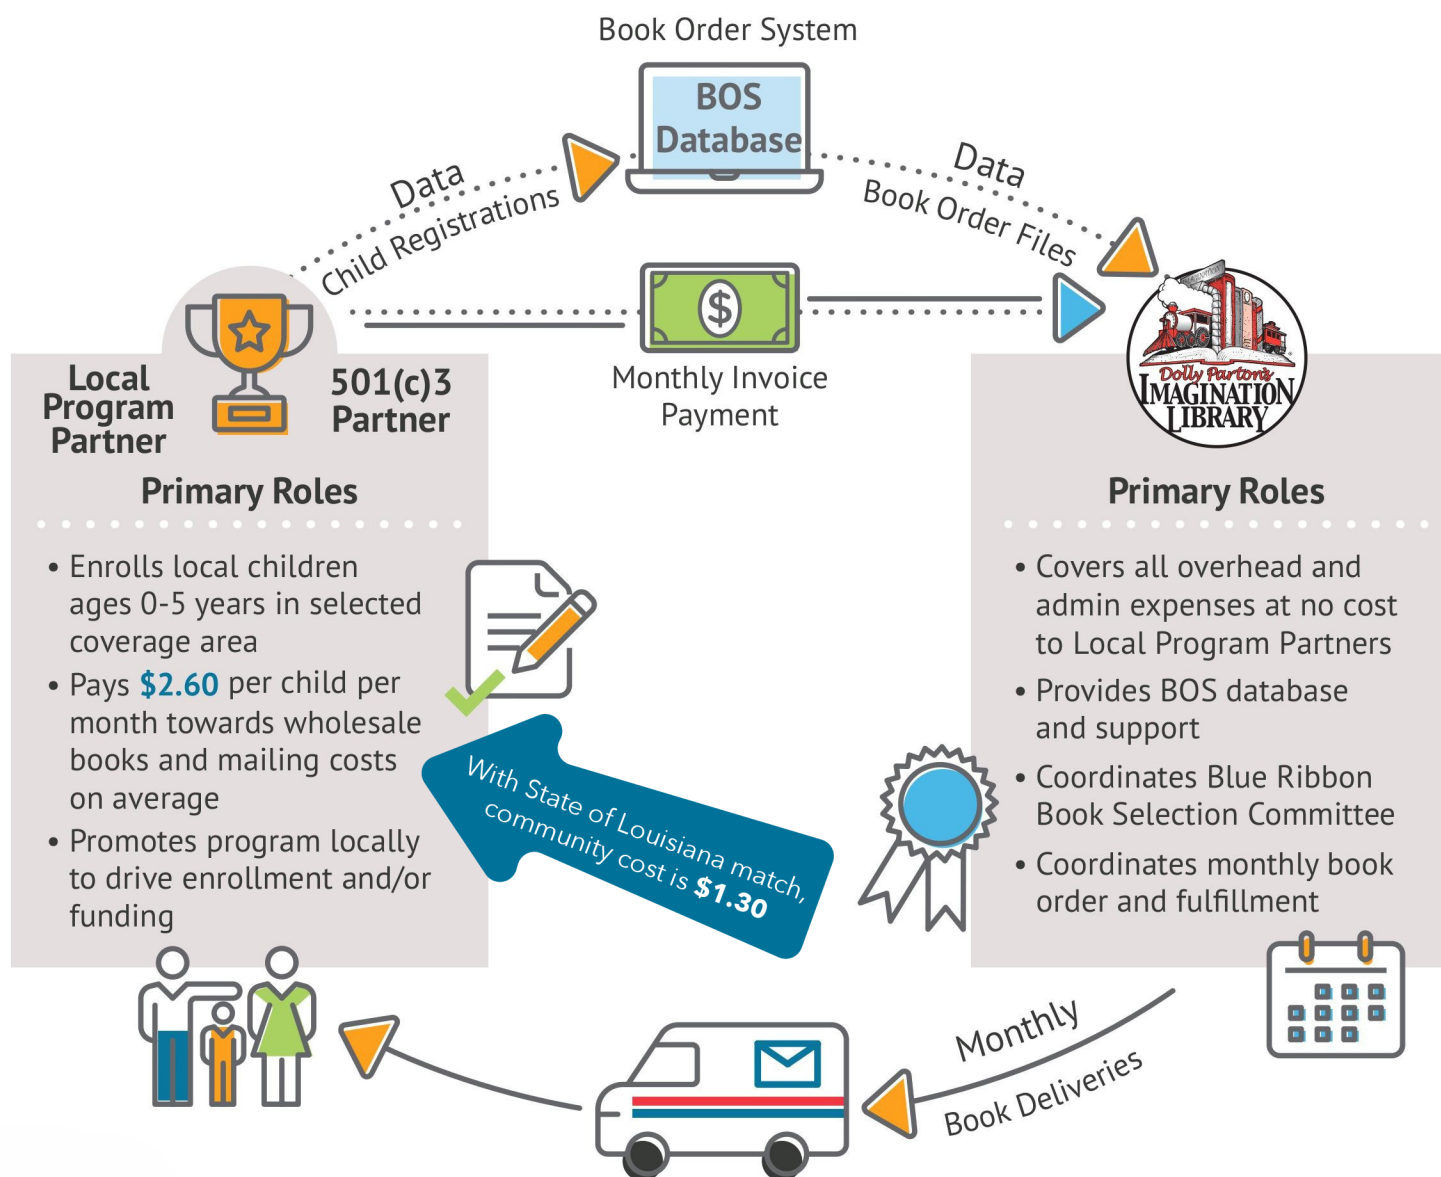 Book Order System
BOS
Database
Data
Child Registrations
Data
Book Order Files
$
Monthly Invoice
Payment
Local
Program
Partner
501(c)3
Partner
Primary Roles
• Enrolls local children
ages 0-5 years in selected
coverage area
• Pays $2.60 per child per
month towards wholesale
books and mailing costs
on average
• Promotes program locally
to drive enrollment and/or
funding
With State of Louisiana match,
community cost is $1.30
Dolly Parton's
IMAGINATION
LIBRARY
Primary Roles
• Covers all overhead and
admin expenses at no cost
to Local Program Partners
• Provides BOS database
and support
• Coordinates Blue Ribbon
Book Selection Committee
• Coordinates monthly book
order and fulfillment
Monthly
Book Deliveries